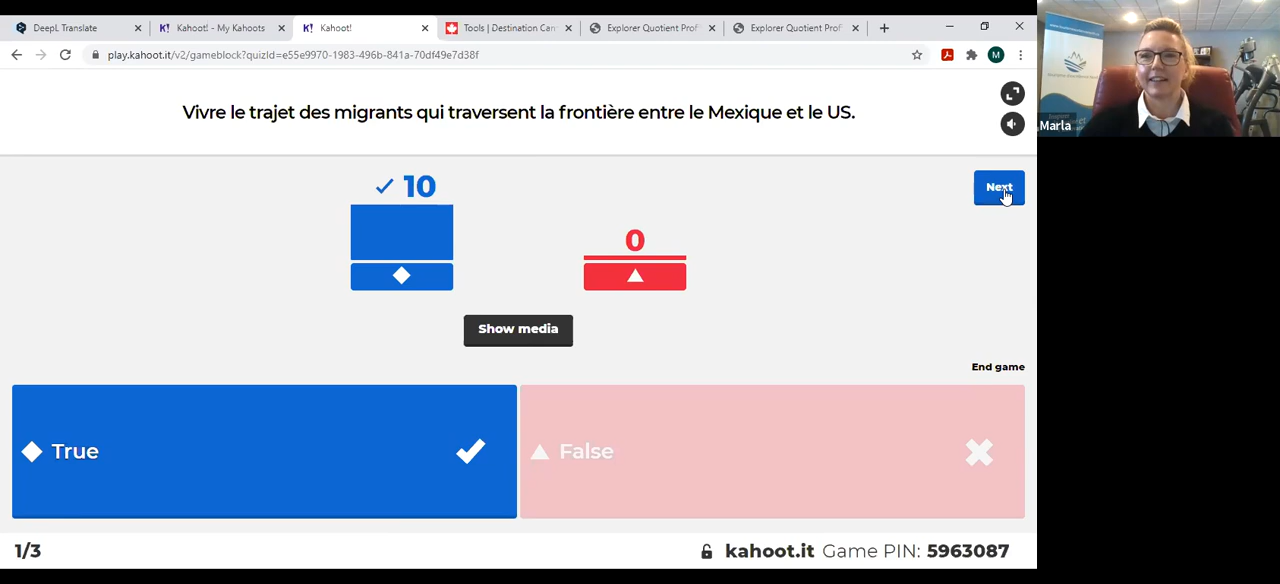 DeepL Translate
Kahoot! - My Kahoots
Kahoot!
Tools | Destination Can
Explorer Quotient Prof
Explorer Quotient Prof
play.kahoot.it/v2/gameblock?quizId=e55e9970-1983-496b-841a-70df49e7d38f
M
Vivre le trajet des migrants qui traversent la frontière entre le Mexique et le US.
Marla
10
0
Next
Show media
End game
True
False
1/3
kahoot.it Game PIN: 5963087